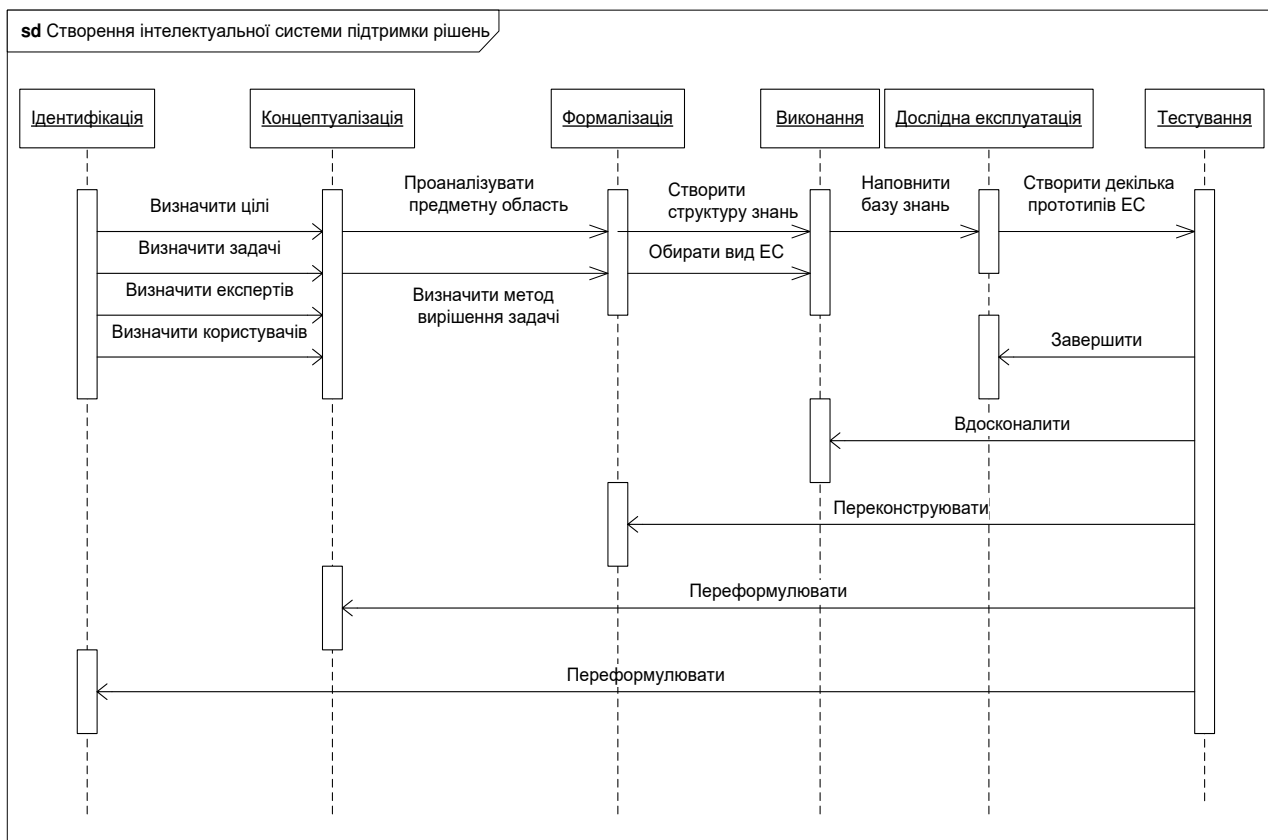 sd Створення інтелектуальної системи підтримки рішень
Ідентифікація
Концептуалізація
Формалізація
Виконання
Дослідна експлуатація
Тестування
Визначити цілі
Визначити задачі
Визначити експертів
Визначити користувачів
Проаналізувати
предметну область
Визначити метод
вирішення задачі
Створити
структуру знань
Обирати вид ЕС
Наповнити
базу знань
Створити декілька
прототипів ЕС
Завершити
Вдосконалити
Переконструювати
Переформулювати
Переформулювати